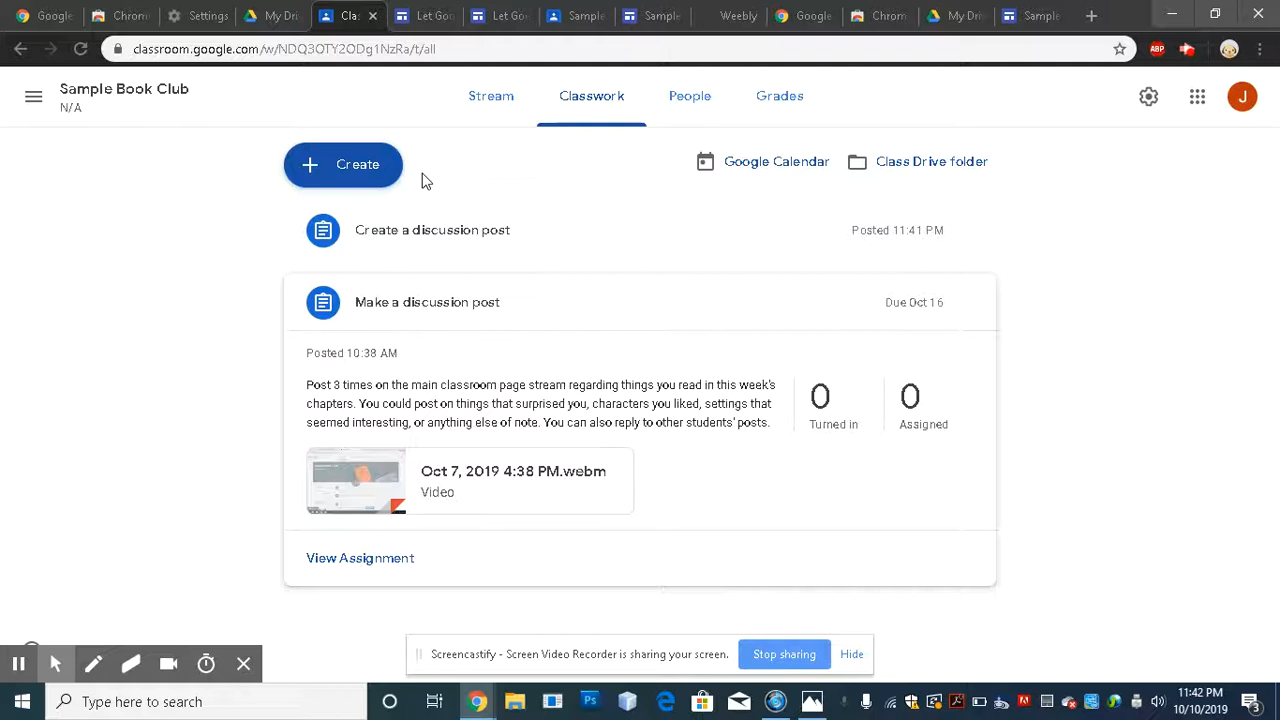 Google
Chrome
Settings
My Dri
Clas
Let Go
Let Go
Sample
Sample
Weekly
Google
Chrom
My Dri
Sample
classroom.google.com/w/NDQ3OTY2ODg1NzRa/t/all
ABP
Sample Book Club
N/A
Stream
Classwork
People
Grades
J
+ Create
Google Calendar
Class Drive folder
Create a discussion post
Posted 11:41 PM
Make a discussion post
Due Oct 16
Posted 10:38 AM
Post 3 times on the main classroom page stream regarding things you read in this week's
chapters. You could post on things that surprised you, characters you liked, settings that
seemed interesting, or anything else of note. You can also reply to other students' posts.
0
Turned in
0
Assigned
Oct 7, 2019 4:38 PM.webm
Video
View Assignment
Screencastify - Screen Video Recorder is sharing your screen.
Stop sharing
Hide
Type here to search
Ps
11:42 PM
10/10/2019
3